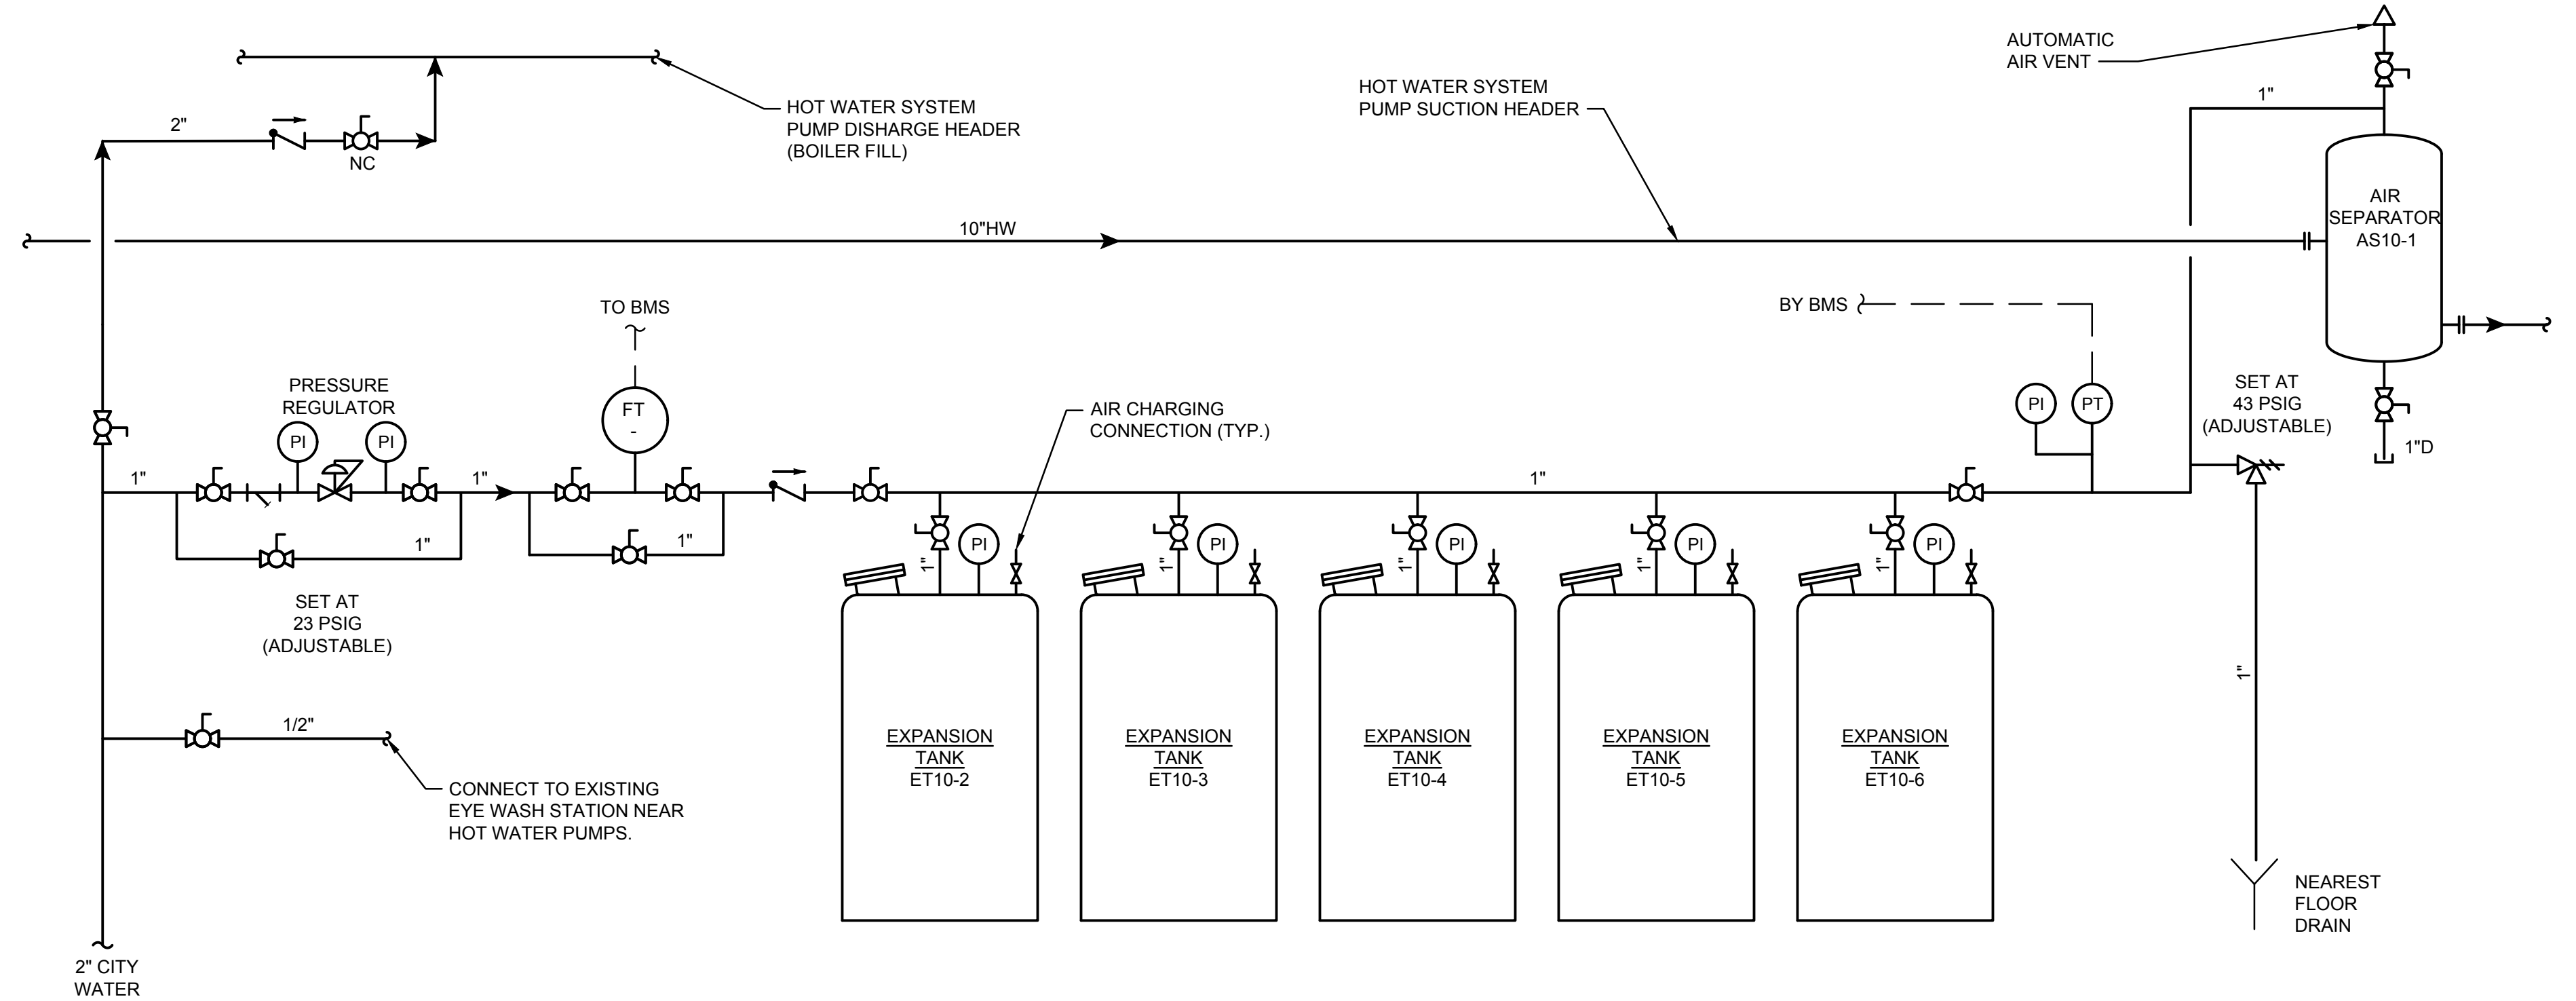 AUTOMATIC
AIR VENT
HOT WATER SYSTEM
PUMP DISHARGE HEADER
(BOILER FILL)
HOT WATER SYSTEM
PUMP SUCTION HEADER
1"
2"
NC
AIR
SEPARATOR
AS10-1
10"HW
TO BMS
BY BMS
PRESSURE
REGULATOR
PI
PI
FT
-
AIR CHARGING
CONNECTION (TYP.)
PI
PT
SET AT
43 PSIG
(ADJUSTABLE)
1"D
1"
1"
1"
1"
1"
SET AT
23 PSIG
(ADJUSTABLE)
1"
PI
1"
PI
1"
PI
1"
PI
1"
PI
1"
1/2"
CONNECT TO EXISTING
EYE WASH STATION NEAR
HOT WATER PUMPS.
EXPANSION
TANK
ET10-2
EXPANSION
TANK
ET10-3
EXPANSION
TANK
ET10-4
EXPANSION
TANK
ET10-5
EXPANSION
TANK
ET10-6
NEAREST
FLOOR
DRAIN
2" CITY
WATER